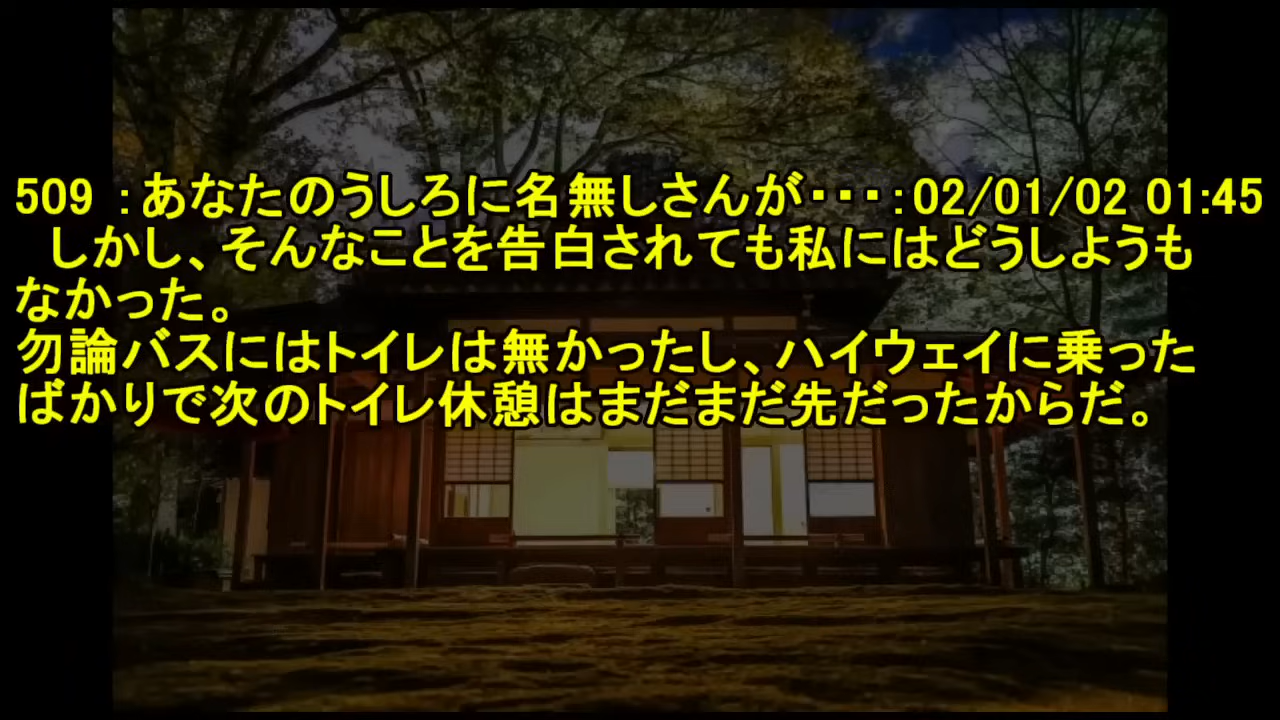 509 ：あなたのうしろに名無しさんが・・・：02/01/02 01:45
　しかし、そんなことを告白されても私にはどうしようも
なかった。
勿論バスにはトイレは無かったし、ハイウェイに乗った
ばかりで次のトイレ休憩はまだまだ先だったからだ。